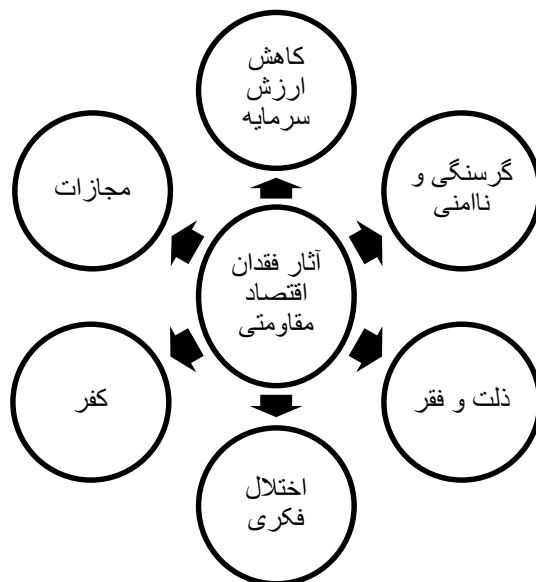 کاهش
ارزش
سرمایه
گرسنگی و
ناامنی
مجازات
آثار فقدان
اقتصاد
مقاومتی
ذلت و فقر
کفر
اختلال
فکری